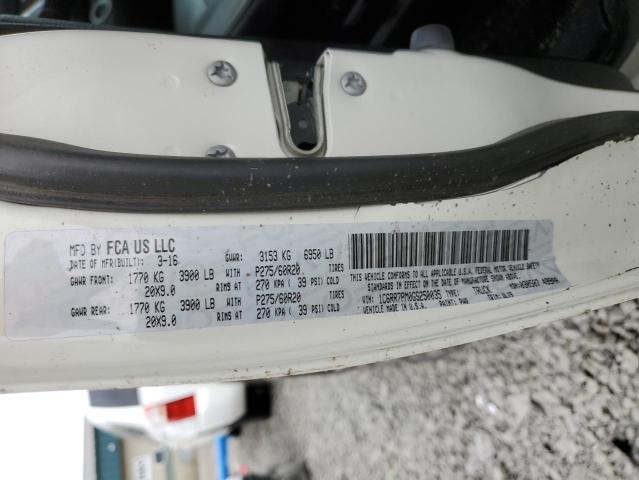 MFD BY FCA US LLC
DATE OF MFR(BUILT): 3-16 GVWR: 3153 KG 6950 LB
GAWR FRONT: 1770 KG 3900 LB WITH P275/60R20 TIRES
20X9.0 RIMS AT 270 KPA ( 39 PSI) COLD
GAWR REAR: 1770 KG 3900 LB WITH P275/60R20 TIRES
20X9.0 RIMS AT 270 KPA ( 39 PSI) COLD
THIS VEHICLE CONFORMS TO ALL APPLICABLE U.S.A. FEDERAL MOTOR VEHICLE SAFETY
STANDARDS IN EFFECT ON THE DATE OF MANUFACTURE SHOWN ABOVE.
VIN: 1C6RR7PM0GS250035 TYPE: TRUCK
VEHICLE MADE IN U.S.A. PAINT: PWD TRIM: